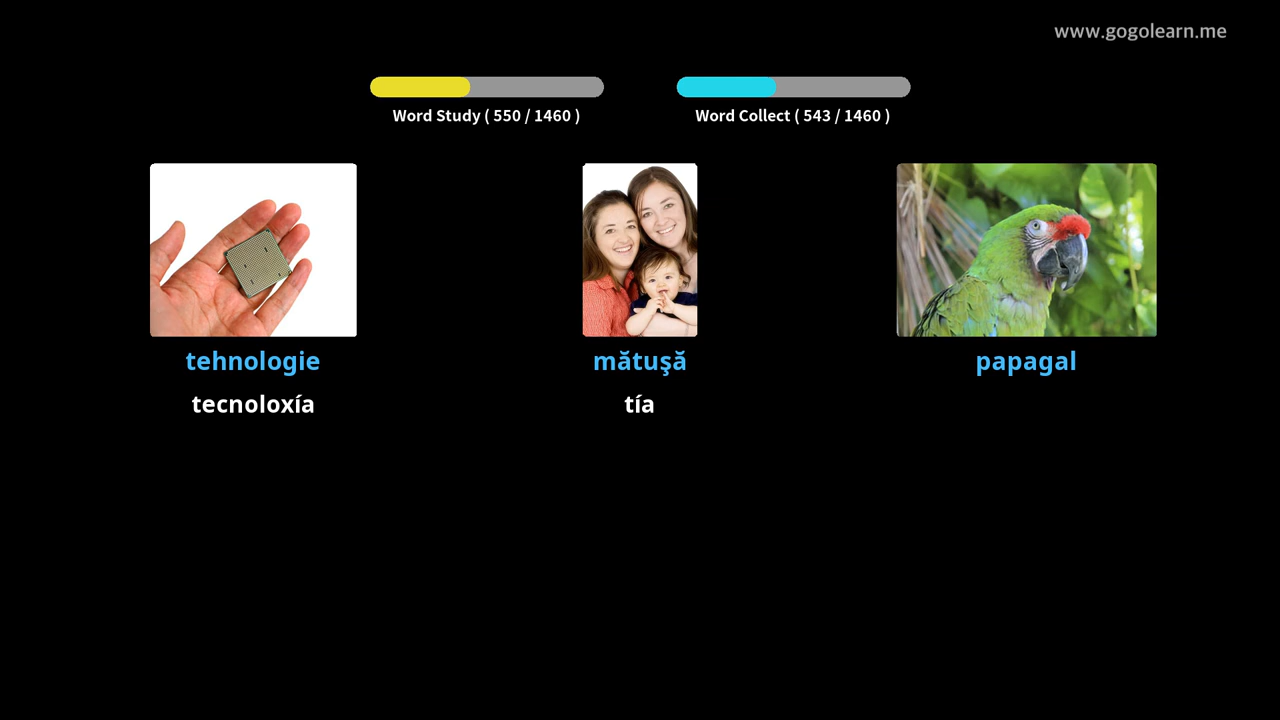 www.gogolearn.me
Word Study ( 550 / 1460 )
Word Collect ( 543 / 1460 )
tehnologie
mătuşă
papagal
tecnoloxía
tía